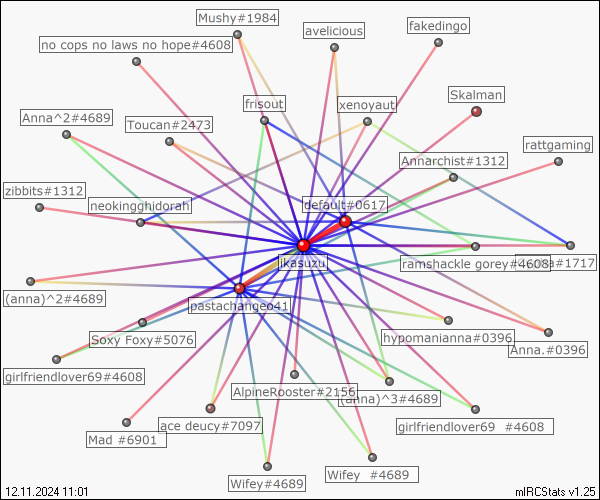 Mushy#1984
avelicious
fakedingo
no cops no laws no hope#4608
Skalman
frisout
xenoyaut
Anna^2#4689
Toucan#2473
rattgaming
Annarchist#1312
zibbits#1312
neokingghidorah
default#0617
jkasuzu
ramshackle gorey#4608
#1717
(anna)^2#4689
pastachangeo41
Soxy Foxy#5076
hypomanianna#0396
Anna.#0396
girlfriendlover69#4608
AlpineRooster#2156
(anna)^3#4689
ace deucy#7097
girlfriendlover69 #4608
Mad #6901
Wifey#4689
Wifey #4689
12.11.2024 11:01
mIRCStats v1.25